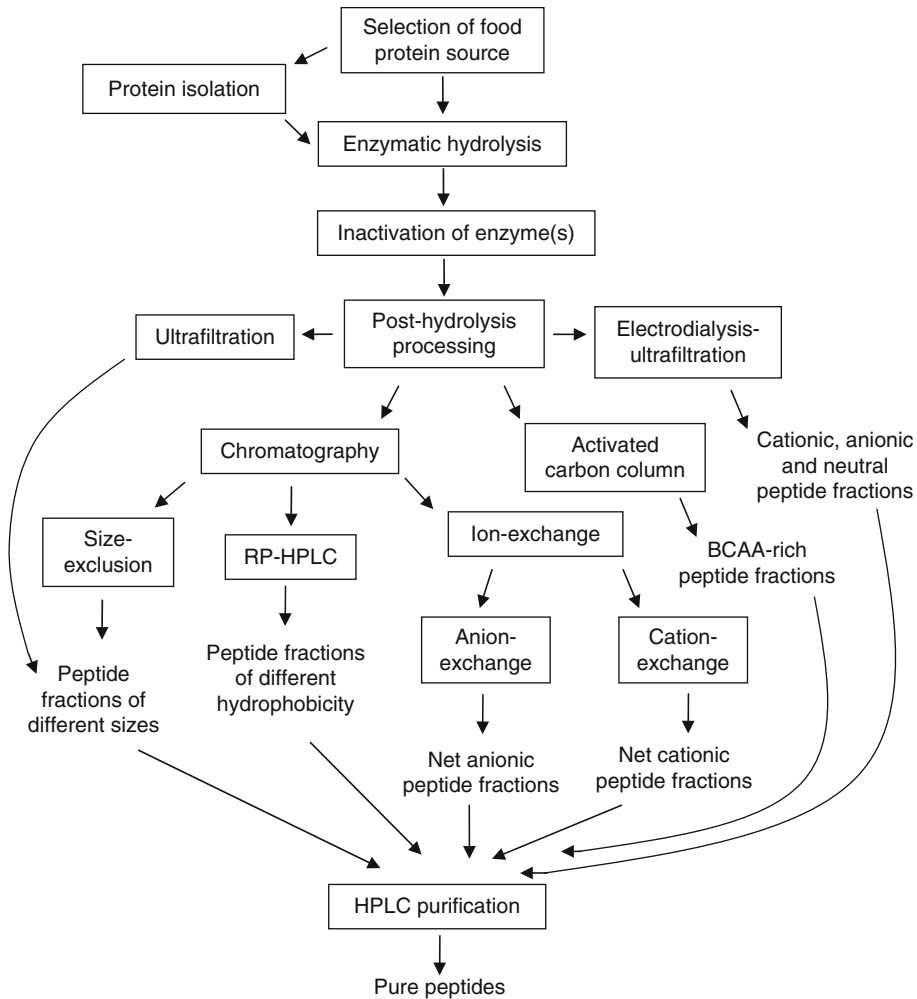 Selection of food
protein source
Protein isolation
Enzymatic hydrolysis
Inactivation of enzyme(s)
Ultrafiltration
Post-hydrolysis
processing
Electrodialysis-
ultrafiltration
Chromatography
Activated
carbon column
Cationic, anionic
and neutral
peptide fractions
Size-
exclusion
RP-HPLC
Ion-exchange
BCAA-rich
peptide fractions
Anion-
exchange
Cation-
exchange
Peptide
fractions of
different sizes
Peptide fractions
of different
hydrophobicity
Net anionic
peptide fractions
Net cationic
peptide fractions
HPLC purification
Pure peptides